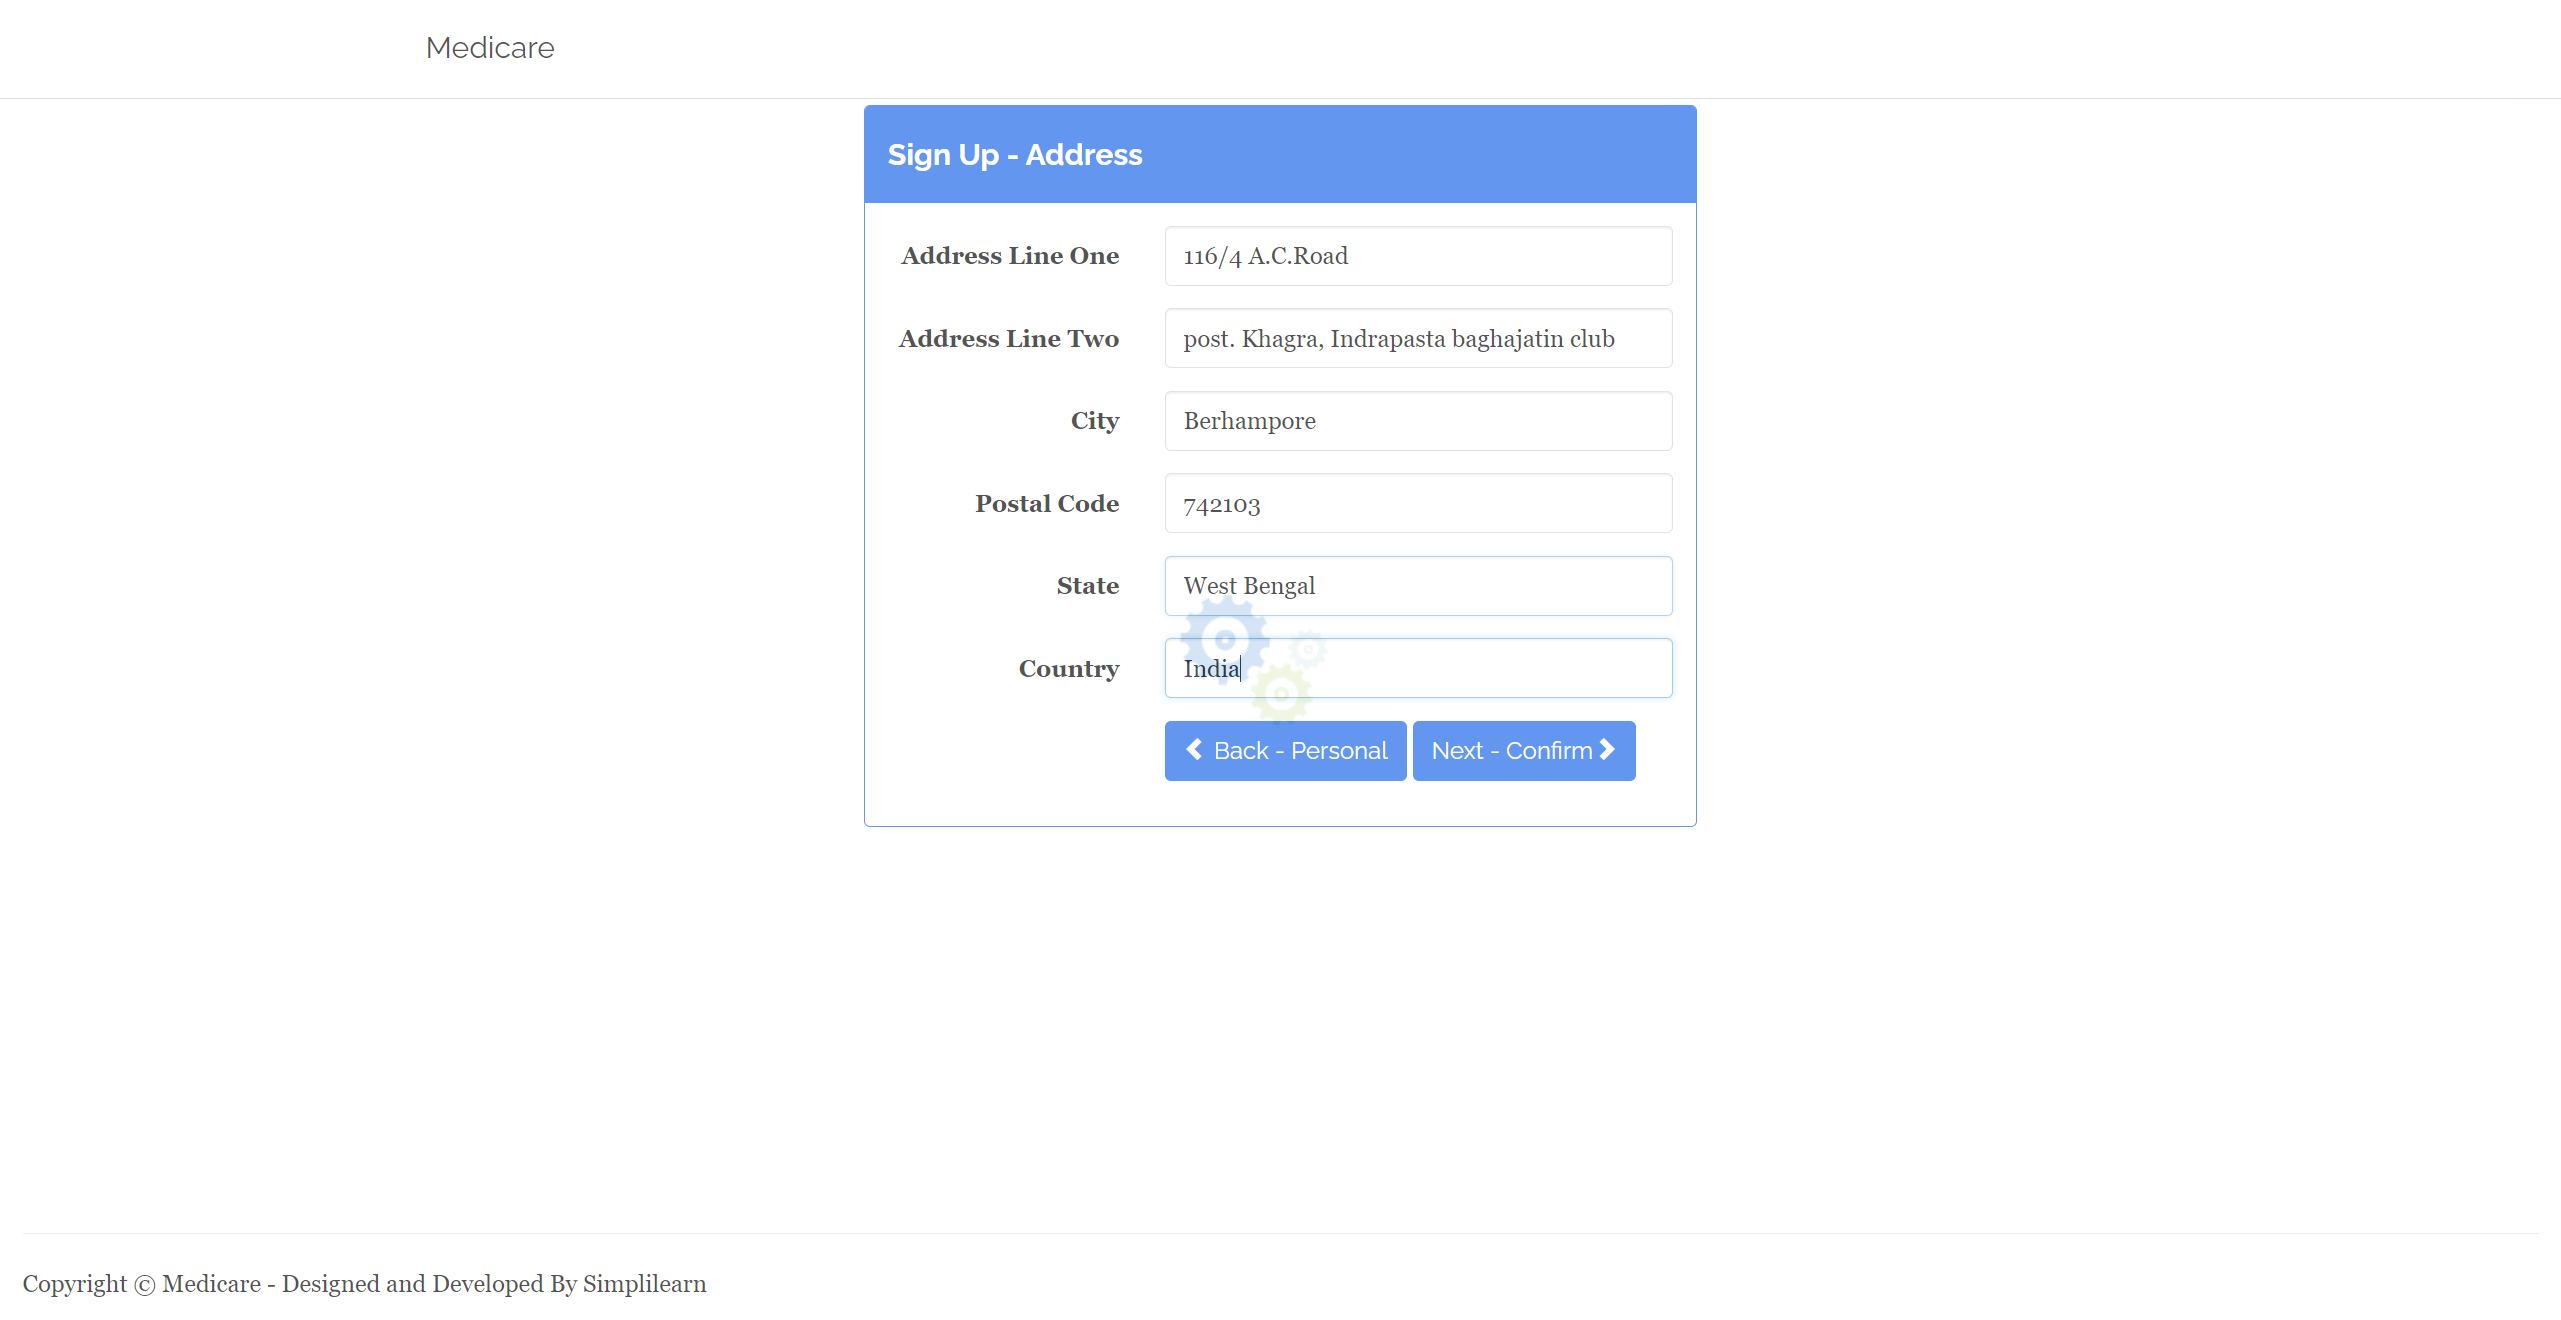 Medicare
Sign Up - Address
Address Line One 116/4 A.C.Road
Address Line Two post. Khagra, Indrapasta baghajatin club
City Berhampore
Postal Code 742103
State West Bengal
Country India
Back - Personal Next - Confirm
Copyright © Medicare - Designed and Developed By Simplilearn